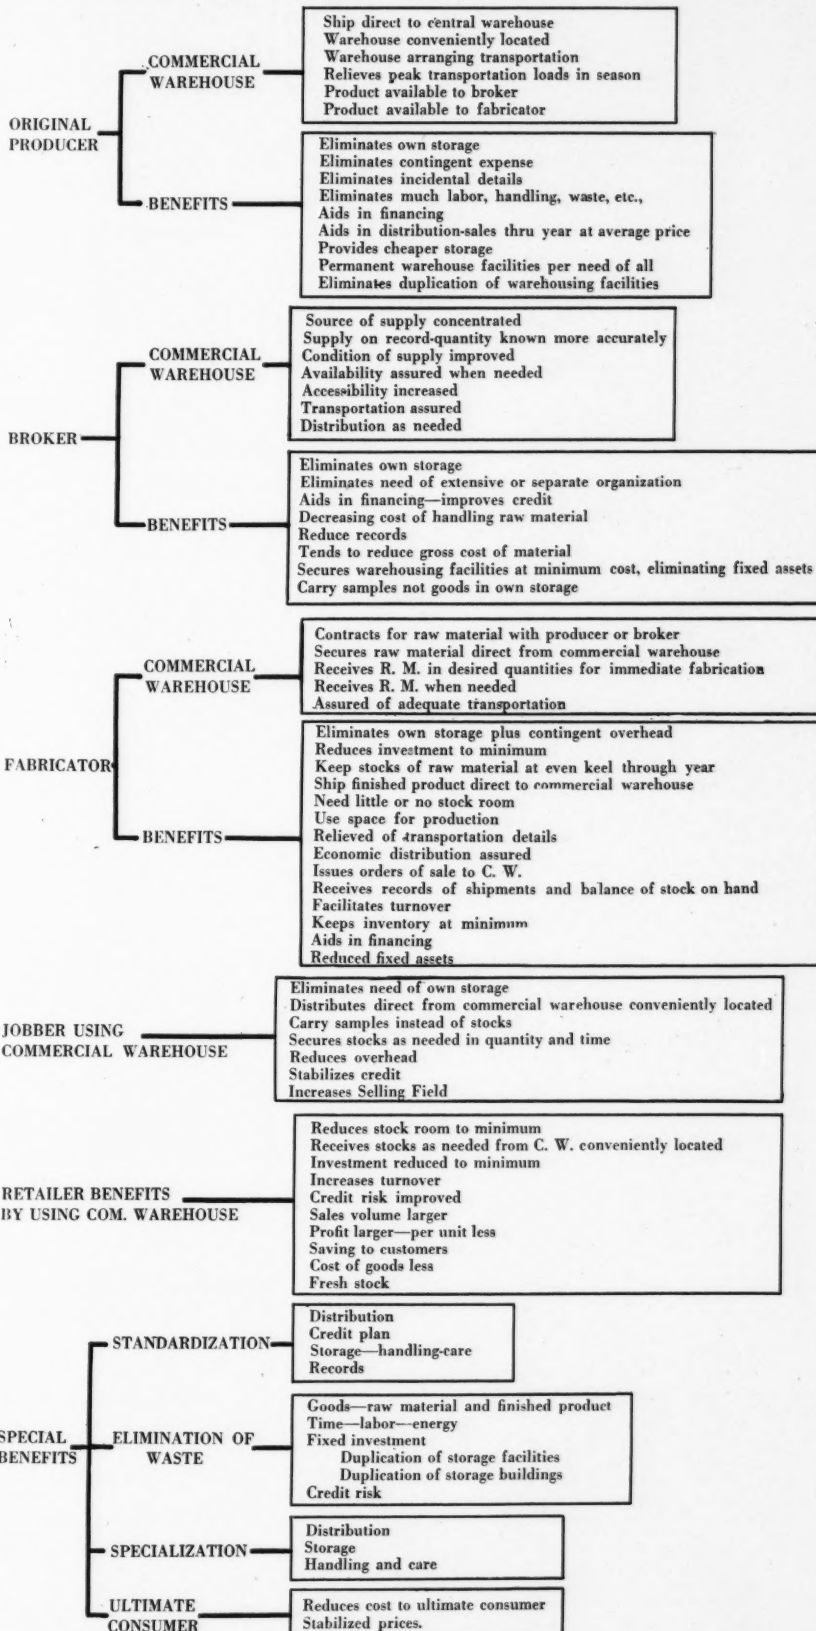 ORIGINAL
PRODUCER
COMMERCIAL
WAREHOUSE
Ship direct to central warehouse
Warehouse conveniently located
Warehouse arranging transportation
Relieves peak transportation loads in season
Product available to broker
Product available to fabricator
BENEFITS
Eliminates own storage
Eliminates contingent expense
Eliminates incidental details
Eliminates much labor, handling, waste, etc.,
Aids in financing
Aids in distribution-sales thru year at average price
Provides cheaper storage
Permanent warehouse facilities per need of all
Eliminates duplication of warehousing facilities
BROKER
COMMERCIAL
WAREHOUSE
Source of supply concentrated
Supply on record-quantity known more accurately
Condition of supply improved
Availability assured when needed
Accessibility increased
Transportation assured
Distribution as needed
BENEFITS
Eliminates own storage
Eliminates need of extensive or separate organization
Aids in financing—improves credit
Decreasing cost of handling raw material
Reduce records
Tends to reduce gross cost of material
Secures warehousing facilities at minimum cost, eliminating fixed assets
Carry samples not goods in own storage
FABRICATOR
COMMERCIAL
WAREHOUSE
Contracts for raw material with producer or broker
Secures raw material direct from commercial warehouse
Receives R. M. in desired quantities for immediate fabrication
Receives R. M. when needed
Assured of adequate transportation
BENEFITS
Eliminates own storage plus contingent overhead
Reduces investment to minimum
Keep stocks of raw material at even keel through year
Ship finished product direct to commercial warehouse
Need little or no stock room
Use space for production
Relieved of transportation details
Economic distribution assured
Issues orders of sale to C. W.
Receives records of shipments and balance of stock on hand
Facilitates turnover
Keeps inventory at minimum
Aids in financing
Reduced fixed assets
JOBBER USING
COMMERCIAL WAREHOUSE
Eliminates need of own storage
Distributes direct from commercial warehouse conveniently located
Carry samples instead of stocks
Secures stocks as needed in quantity and time
Reduces overhead
Stabilizes credit
Increases Selling Field
RETAILER BENEFITS
BY USING COM. WAREHOUSE
Reduces stock room to minimum
Receives stocks as needed from C. W. conveniently located
Investment reduced to minimum
Increases turnover
Credit risk improved
Sales volume larger
Profit larger—per unit less
Saving to customers
Cost of goods less
Fresh stock
SPECIAL
BENEFITS
STANDARDIZATION
Distribution
Credit plan
Storage—handling-care
Records
ELIMINATION OF
WASTE
Goods—raw material and finished product
Time—labor—energy
Fixed investment
Duplication of storage facilities
Duplication of storage buildings
Credit risk
SPECIALIZATION
Distribution
Storage
Handling and care
ULTIMATE
CONSUMER
Reduces cost to ultimate consumer
Stabilized prices.